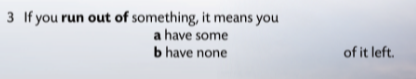 3 If you run out of something, it means you
a have some
b have none of it left.